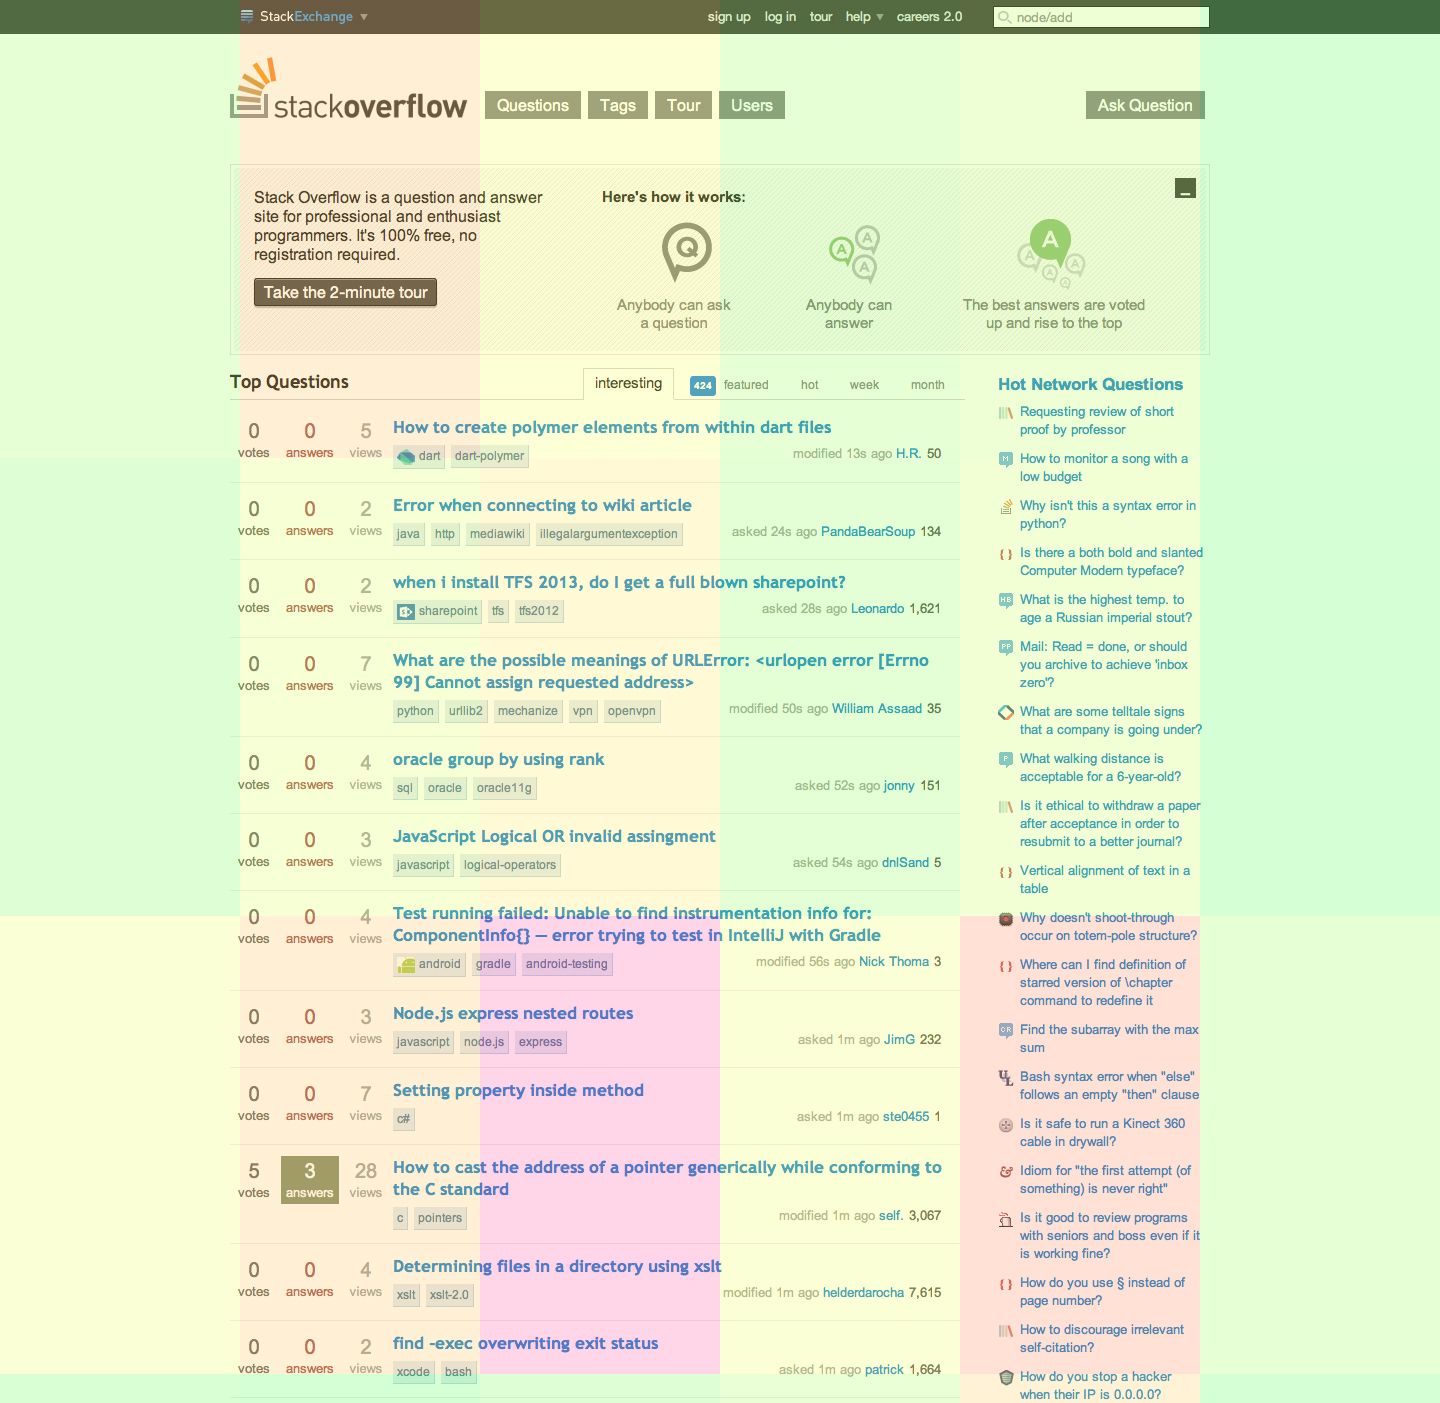 StackExchange
sign up log in tour help careers 2.0 node/add
stackoverflow Questions Tags Tour Users Ask Question
Stack Overflow is a question and answer
site for professional and enthusiast
programmers. It's 100% free, no
registration required.
Take the 2-minute tour
Here's how it works:
Q
A A A A
A A A A A
Anybody can ask
a question
Anybody can
answer
The best answers are voted
up and rise to the top
Top Questions
interesting 424 featured hot week month
0 votes 0 answers 5 views
How to create polymer elements from within dart files
dart dart-polymer
modified 13s ago H.R. 50
0 votes 0 answers 2 views
Error when connecting to wiki article
java http mediawiki illegalargumentexception
asked 24s ago PandaBearSoup 134
0 votes 0 answers 2 views
when i install TFS 2013, do I get a full blown sharepoint?
sharepoint tfs tfs2012
asked 28s ago Leonardo 1,621
0 votes 0 answers 7 views
What are the possible meanings of URLError: <urlopen error [Errno
99] Cannot assign requested address>
python urllib2 mechanize vpn openvpn
modified 50s ago William Assaad 35
0 votes 0 answers 4 views
oracle group by using rank
sql oracle oracle11g
asked 52s ago jonny 151
0 votes 0 answers 3 views
JavaScript Logical OR invalid assingment
javascript logical-operators
asked 54s ago dnlSand 5
0 votes 0 answers 4 views
Test running failed: Unable to find instrumentation info for:
ComponentInfo{} — error trying to test in IntelliJ with Gradle
android gradle android-testing
modified 56s ago Nick Thoma 3
0 votes 0 answers 3 views
Node.js express nested routes
javascript node.js express
asked 1m ago JimG 232
0 votes 0 answers 7 views
Setting property inside method
c#
asked 1m ago ste0455 1
5 votes 3 answers 28 views
How to cast the address of a pointer generically while conforming to
the C standard
c pointers
modified 1m ago self. 3,067
0 votes 0 answers 4 views
Determining files in a directory using xslt
xslt xslt-2.0
modified 1m ago helderdarocha 7,615
0 votes 0 answers 2 views
find -exec overwriting exit status
xcode bash
asked 1m ago patrick 1,664
Hot Network Questions
Requesting review of short
proof by professor
How to monitor a song with a
low budget
Why isn't this a syntax error in
python?
Is there a both bold and slanted
Computer Modern typeface?
What is the highest temp. to
age a Russian imperial stout?
Mail: Read = done, or should
you archive to achieve 'inbox
zero'?
What are some telltale signs
that a company is going under?
What walking distance is
acceptable for a 6-year-old?
Is it ethical to withdraw a paper
after acceptance in order to
resubmit to a better journal?
Vertical alignment of text in a
table
Why doesn't shoot-through
occur on totem-pole structure?
Where can I find definition of
starred version of \chapter
command to redefine it
Find the subarray with the max
sum
Bash syntax error when "else"
follows an empty "then" clause
Is it safe to run a Kinect 360
cable in drywall?
Idiom for "the first attempt (of
something) is never right"
Is it good to review programs
with seniors and boss even if it
is working fine?
How do you use § instead of
page number?
How to discourage irrelevant
self-citation?
How do you stop a hacker
when their IP is 0.0.0.0?